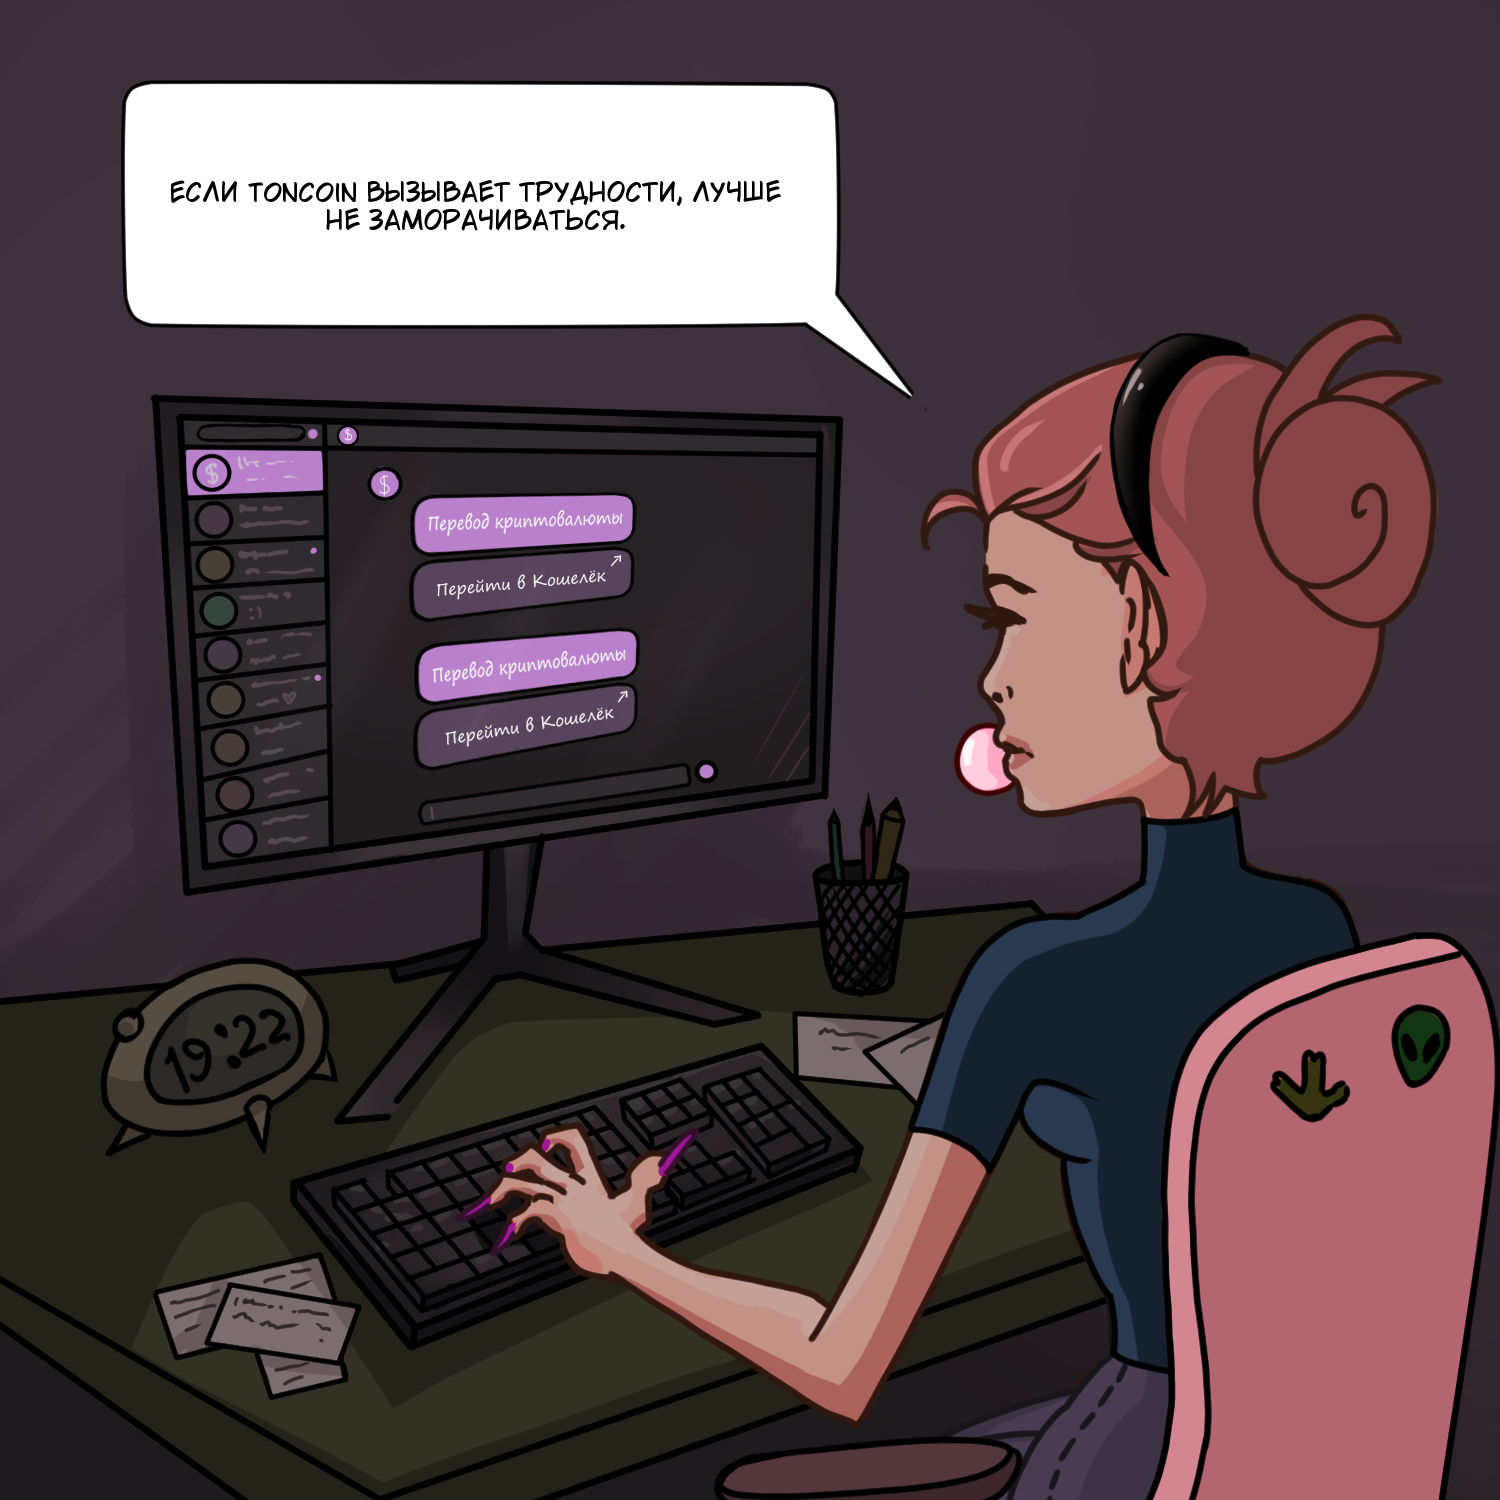 ЕСЛИ TONCOIN ВЫЗЫВАЕТ ТРУДНОСТИ, ЛУЧШЕ
НЕ ЗАМОРАЧИВАТЬСЯ.
$
$
$
Перевод криптовалюты
Перейти в Кошелёк
:)
Перевод криптовалюты
Перейти в Кошелёк
19:22